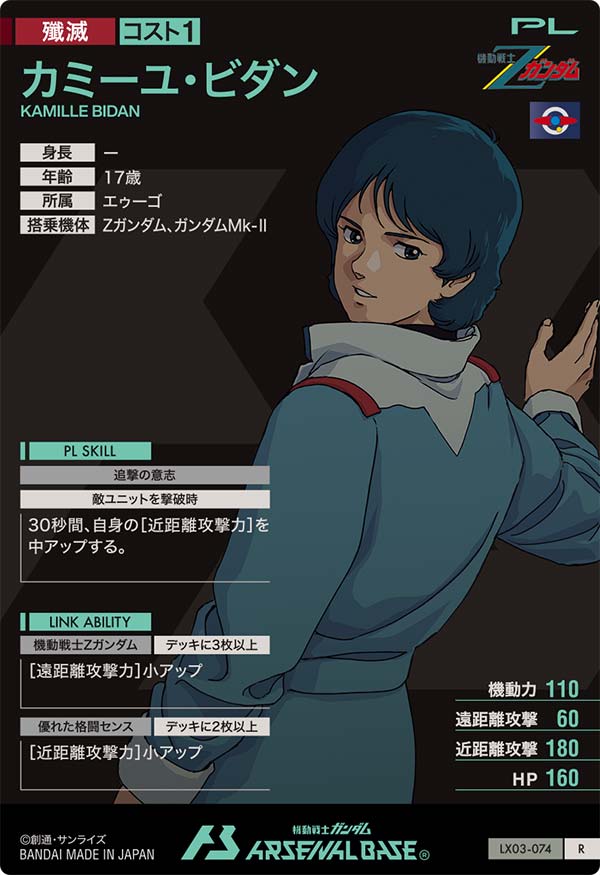 殲滅 コスト1 PL
カミーユ・ビダン
KAMILLE BIDAN
機動戦士 Zガンダム
身長 ー
年齢 17歳
所属 エゥーゴ
搭乗機体 Zガンダム、ガンダムMk-II
PL SKILL
追撃の意志
敵ユニットを撃破時
30秒間、自身の[近距離攻撃力]を
中アップする。
LINK ABILITY
機動戦士Zガンダム デッキに3枚以上
[遠距離攻撃力]小アップ
優れた格闘センス デッキに2枚以上
[近距離攻撃力]小アップ
機動力 110
遠距離攻撃 60
近距離攻撃 180
HP 160
©創通・サンライズ
BANDAI MADE IN JAPAN
機動戦士ガンダム
ARSENAL BASE®
LX03-074 R